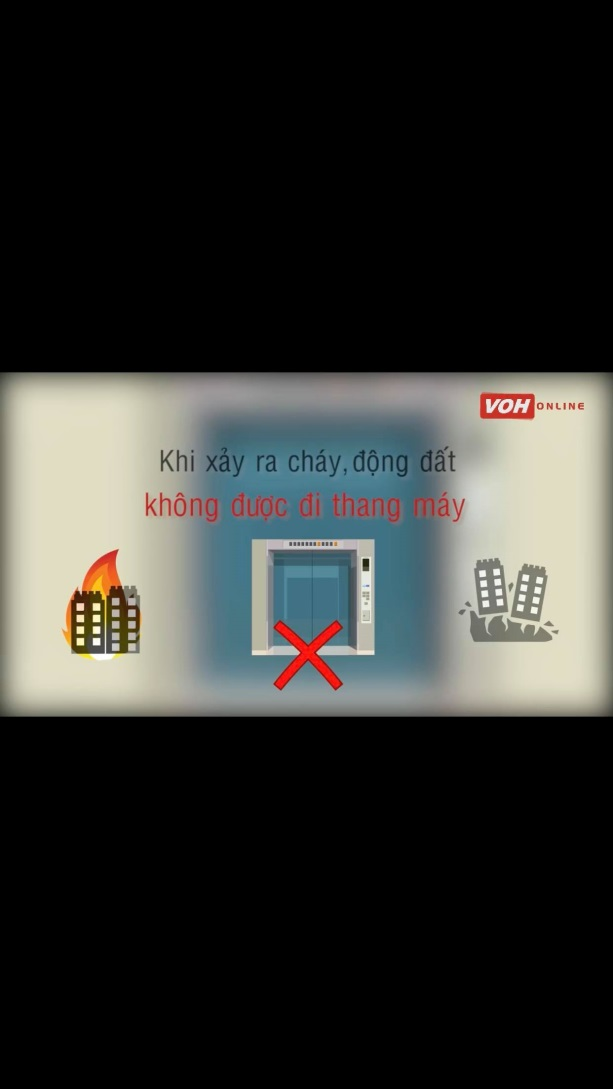 VOH ONLINE
Khi xảy ra cháy, động đất
không được đi thang máy